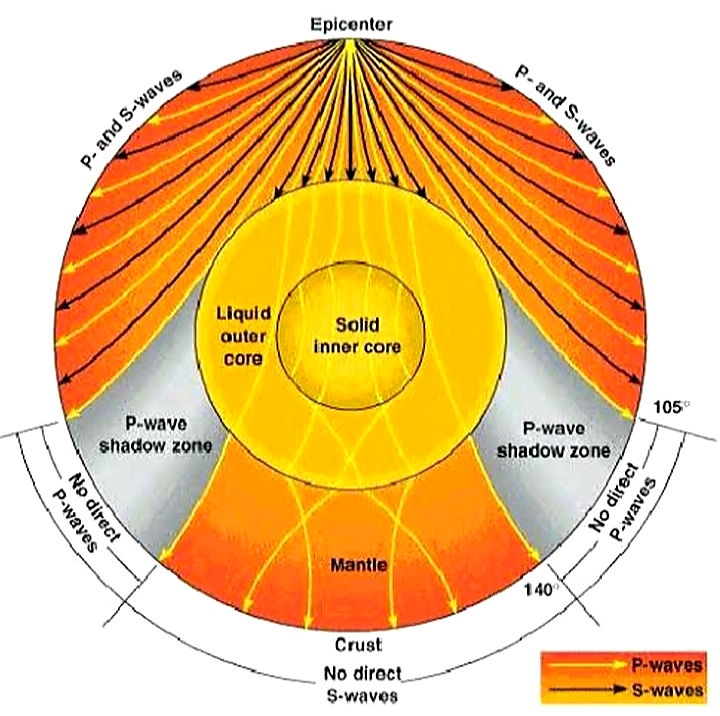 Epicenter
P- and S-waves
P- and S-waves
Liquid
outer
core
Solid
inner core
105°
P-wave
shadow zone
P-wave
shadow zone
No direct
P-waves
No direct
P-waves
Mantle
140°
Crust
No direct
S-waves
P-waves
S-waves